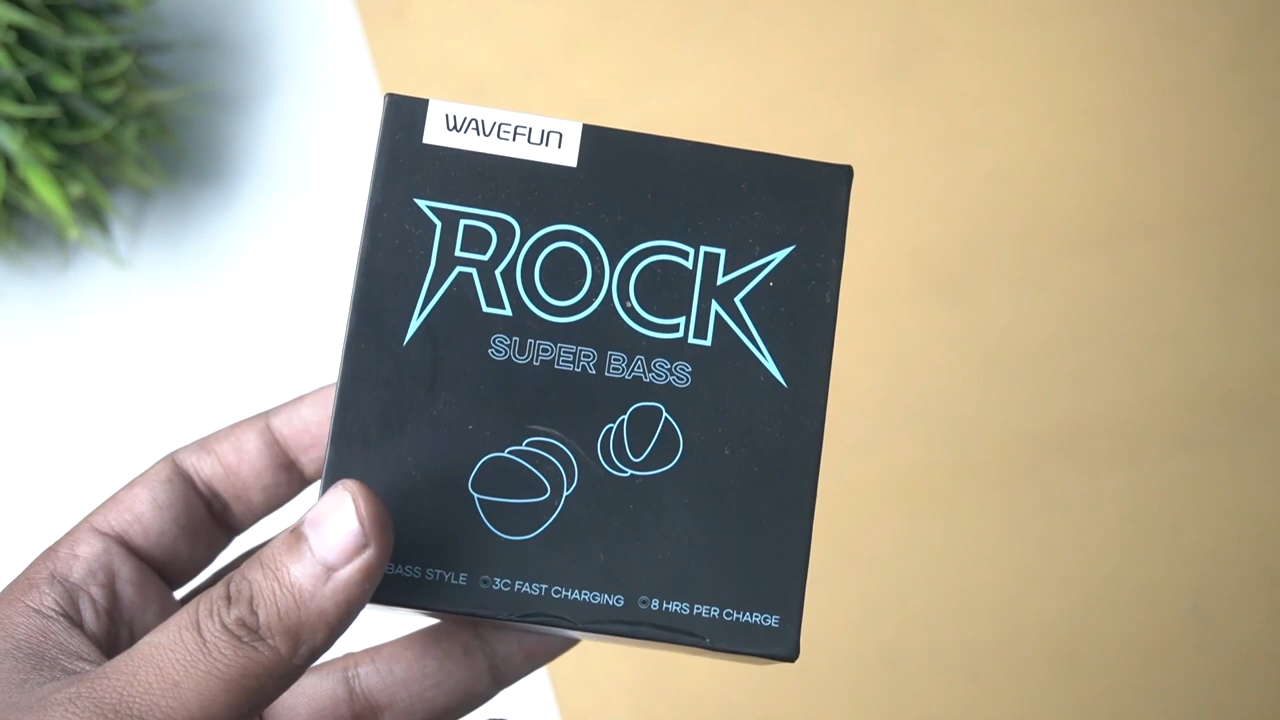 WAVEFUN
ROCK
SUPER BASS
BASS STYLE 3C FAST CHARGING 8 HRS PER CHARGE